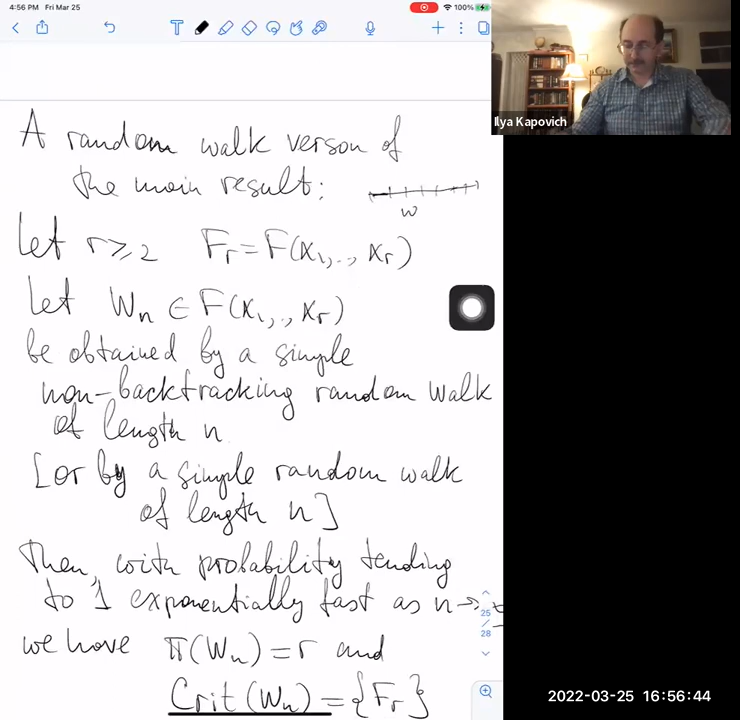 4:56 PM Fri Mar 25
100%
T
Ilya Kapovich
A random walk verson of
the main result:
w
Let r ⩾ 2 F_r = F(x_1,..,x_r)
Let W_n ∈ F(x_1,..,x_r)
be obtained by a simple
non-backtracking random walk
of length n
[or by a simple random walk
of length n]
Then, with probability tending
to 1 exponentially fast as n→∞
25
/
28
we have π(W_n) = r and
Crit(W_n) = {F_r}
2022-03-25 16:56:44